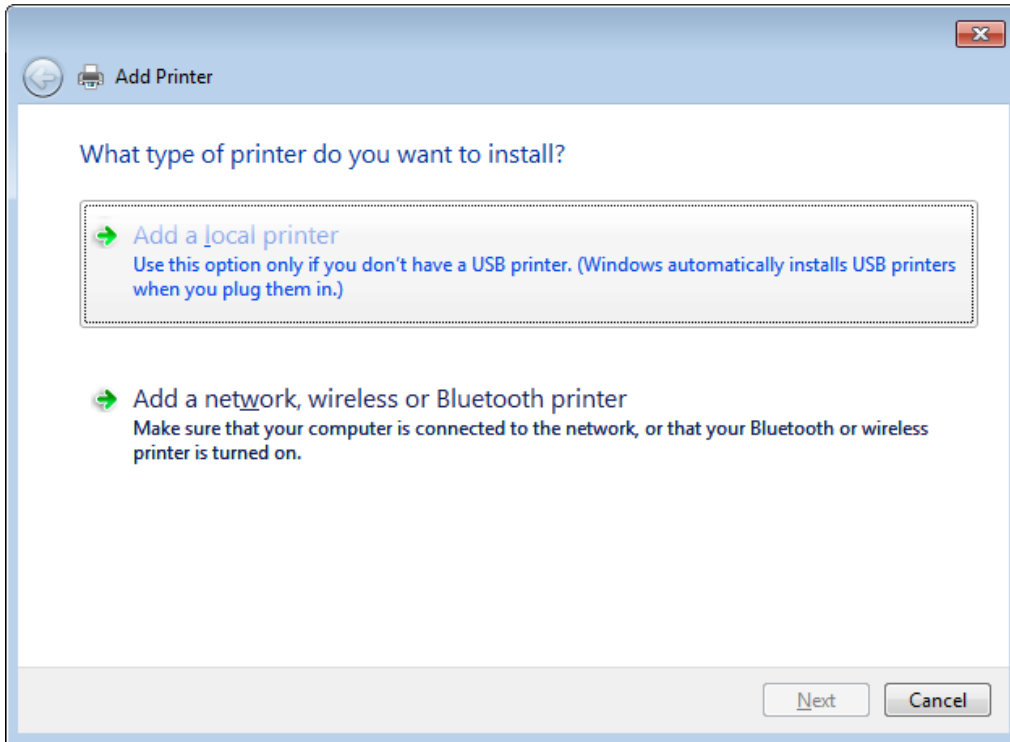 Add Printer
What type of printer do you want to install?
Add a local printer
Use this option only if you don't have a USB printer. (Windows automatically installs USB printers
when you plug them in.)
Add a network, wireless or Bluetooth printer
Make sure that your computer is connected to the network, or that your Bluetooth or wireless
printer is turned on.
Next
Cancel